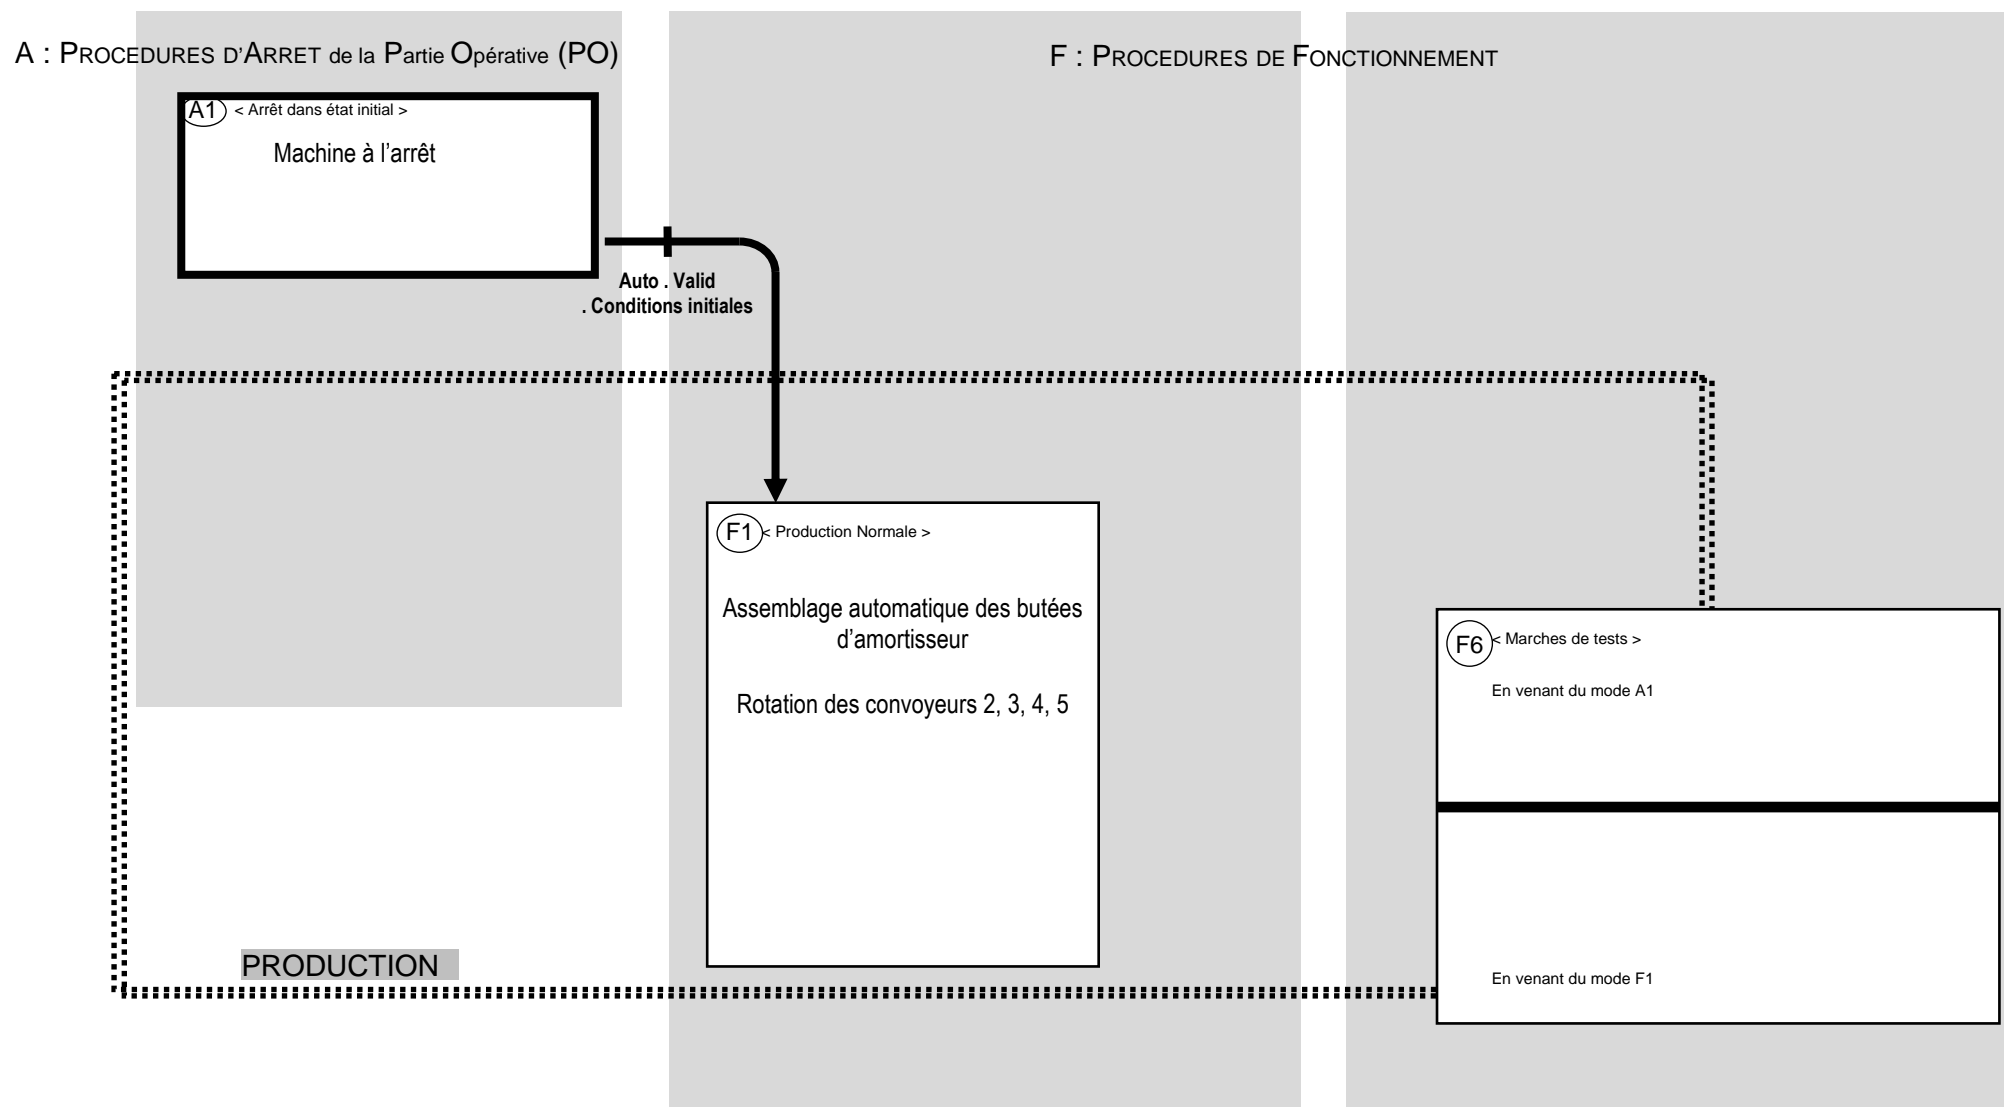 A : PROCEDURES D’ARRET de la Partie Opérative (PO)
F : PROCEDURES DE FONCTIONNEMENT
A1 < Arrêt dans état initial >
Machine à l’arrêt
Auto . Valid
. Conditions initiales
F1 < Production Normale >
Assemblage automatique des butées
d’amortisseur
Rotation des convoyeurs 2, 3, 4, 5
F6 < Marches de tests >
En venant du mode A1
PRODUCTION
En venant du mode F1